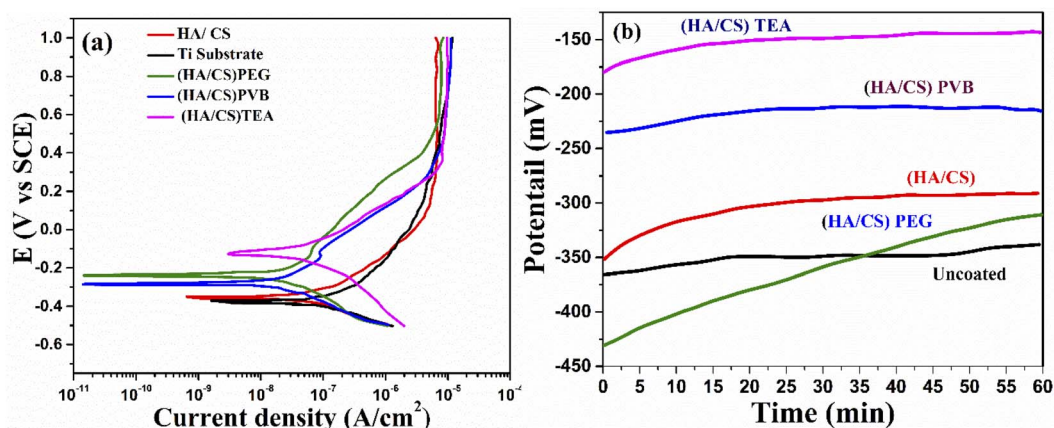 (a)
HA/ CS
Ti Substrate
(HA/CS)PEG
(HA/CS)PVB
(HA/CS)TEA
1.0
0.8
0.6
0.4
0.2
0.0
-0.2
-0.4
-0.6
E (V vs SCE)
10⁻¹¹ 10⁻¹⁰ 10⁻⁹ 10⁻⁸ 10⁻⁷ 10⁻⁶ 10⁻⁵ 10⁻⁴
Current density (A/cm²)
(b)
(HA/CS) TEA
(HA/CS) PVB
(HA/CS)
(HA/CS) PEG
Uncoated
-150
-200
-250
-300
-350
-400
-450
Potentail (mV)
0 5 10 15 20 25 30 35 40 45 50 55 60
Time (min)